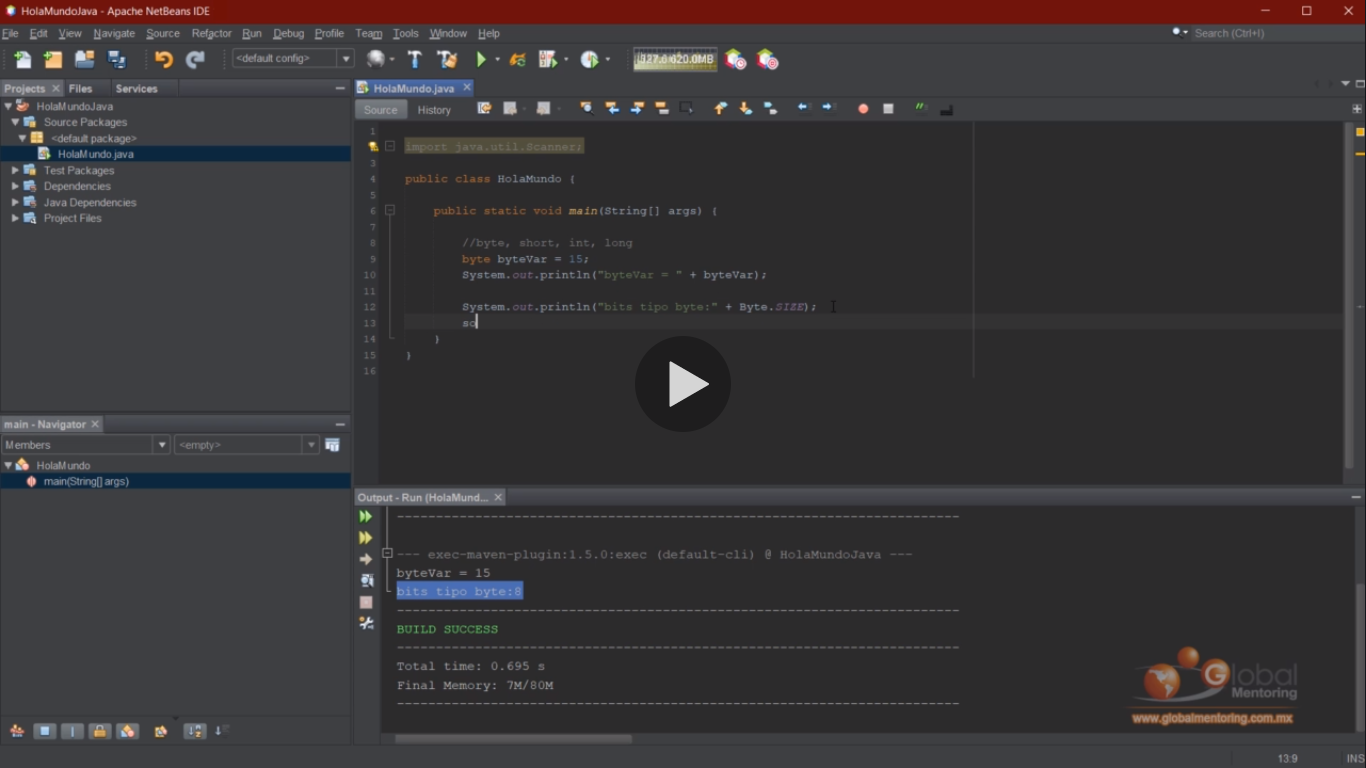 HolaMundoJava - Apache NetBeans IDE
File Edit View Navigate Source Refactor Run Debug Profile Team Tools Window Help
Search (Ctrl+I)
<default config>
Projects Files Services
HolaMundoJava
Source Packages
<default package>
HolaMundo.java
Test Packages
Dependencies
Java Dependencies
Project Files
main - Navigator
Members <empty>
HolaMundo
main(String[] args)
HolaMundo.java
Source History
1
2 import java.util.Scanner;
3
4 public class HolaMundo {
5
6 public static void main(String[] args) {
7
8 //byte, short, int, long
9 byte byteVar = 15;
10 System.out.println("byteVar = " + byteVar);
11
12 System.out.println("bits tipo byte:" + Byte.SIZE);
13 so
14 }
15 }
16
Output - Run (HolaMund...
--- exec-maven-plugin:1.5.0:exec (default-cli) @ HolaMundoJava ---
byteVar = 15
bits tipo byte:8
BUILD SUCCESS
Total time: 0.695 s
Final Memory: 7M/80M
Global
Mentoring
www.globalmentoring.com.mx
13:9 INS